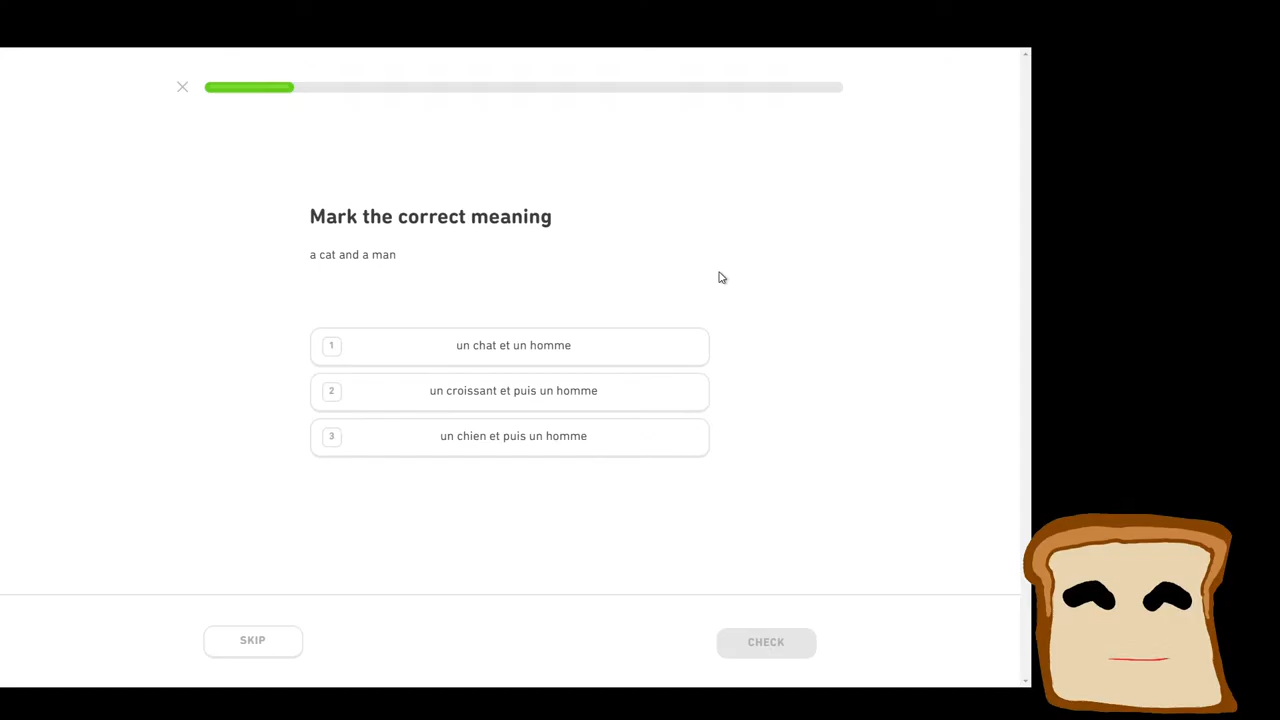 Mark the correct meaning
a cat and a man
1 un chat et un homme
2 un croissant et puis un homme
3 un chien et puis un homme
SKIP
CHECK